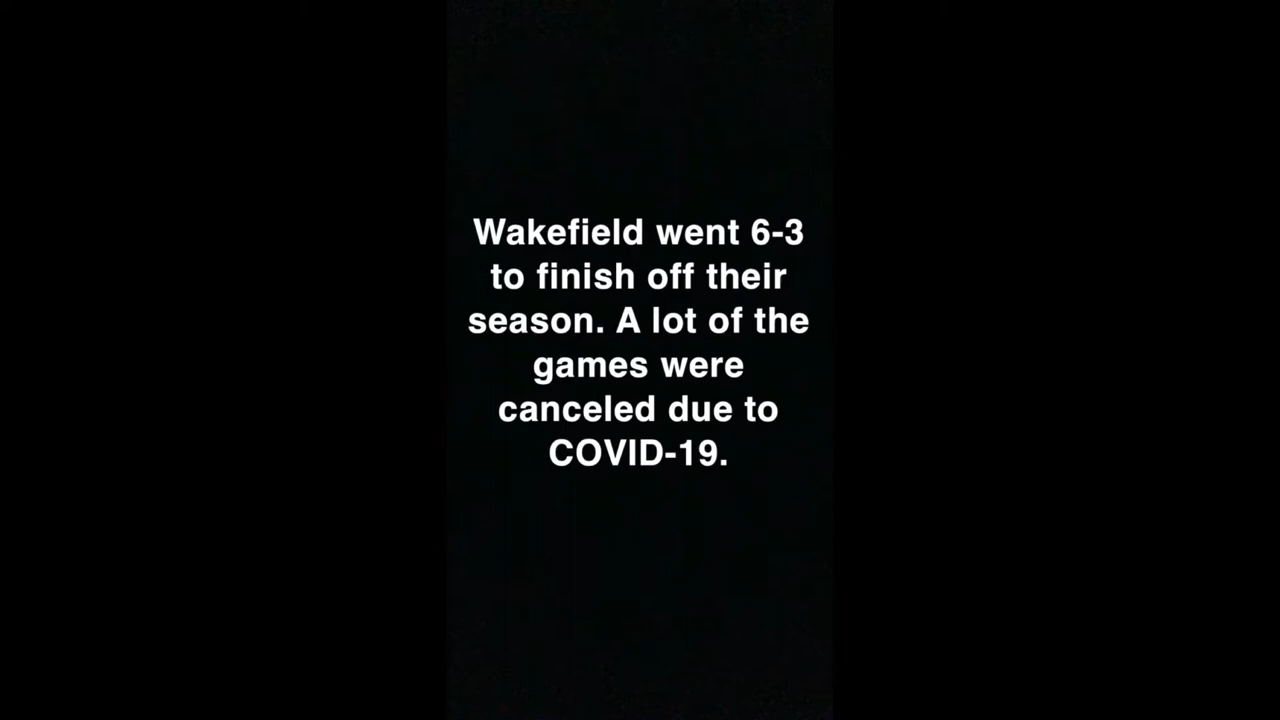 Wakefield went 6-3
to finish off their
season. A lot of the
games were
canceled due to
COVID-19.